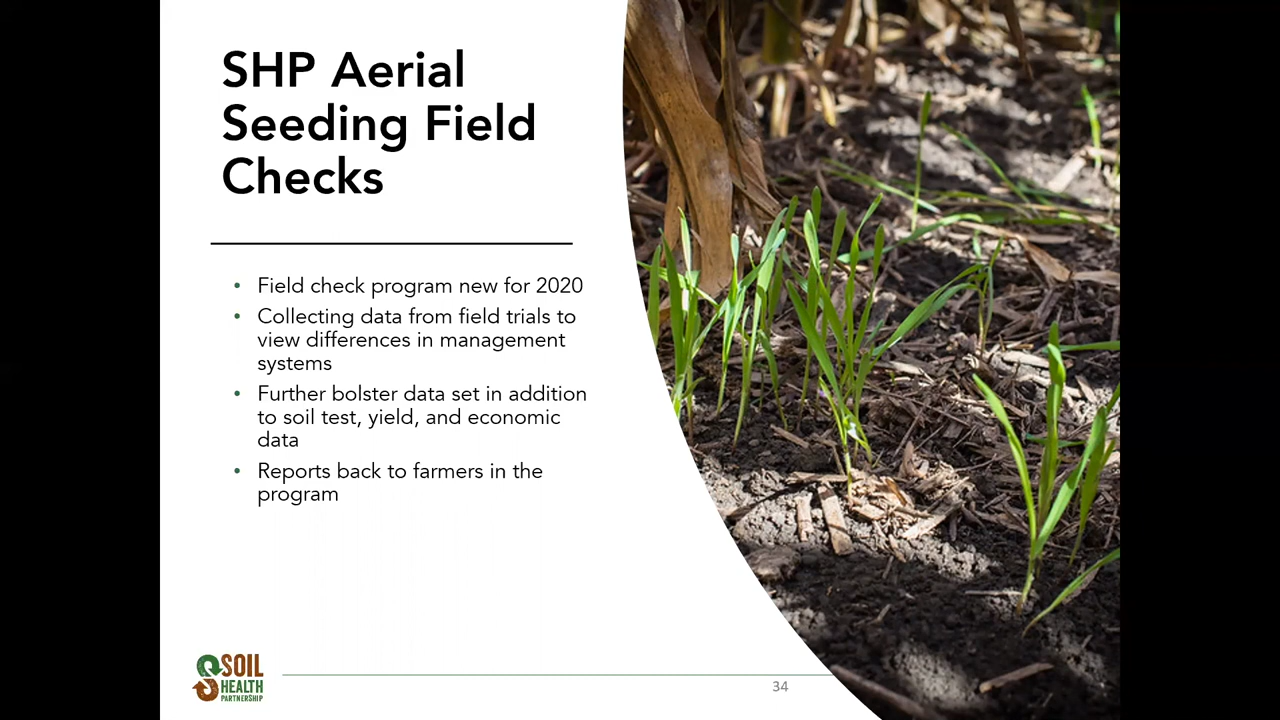 SHP Aerial
Seeding Field
Checks
• Field check program new for 2020
• Collecting data from field trials to
view differences in management
systems
• Further bolster data set in addition
to soil test, yield, and economic
data
• Reports back to farmers in the
program
SOIL
HEALTH
PARTNERSHIP
34